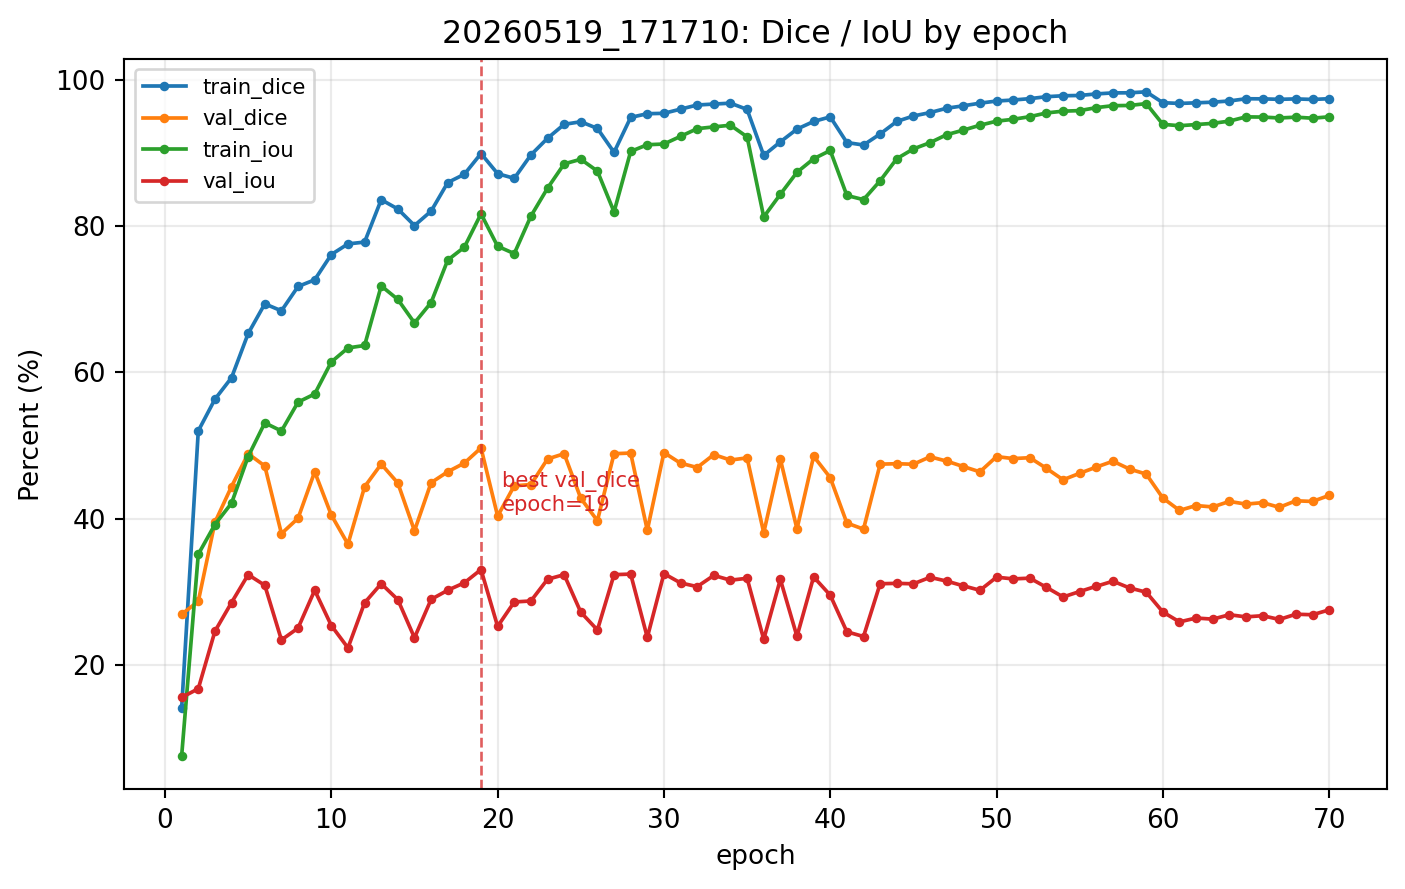 20260519_171710: Dice / IoU by epoch
train_dice
val_dice
train_iou
val_iou
100
80
60
40
20
Percent (%)
best val_dice
epoch=19
0
10
20
30
40
50
60
70
epoch